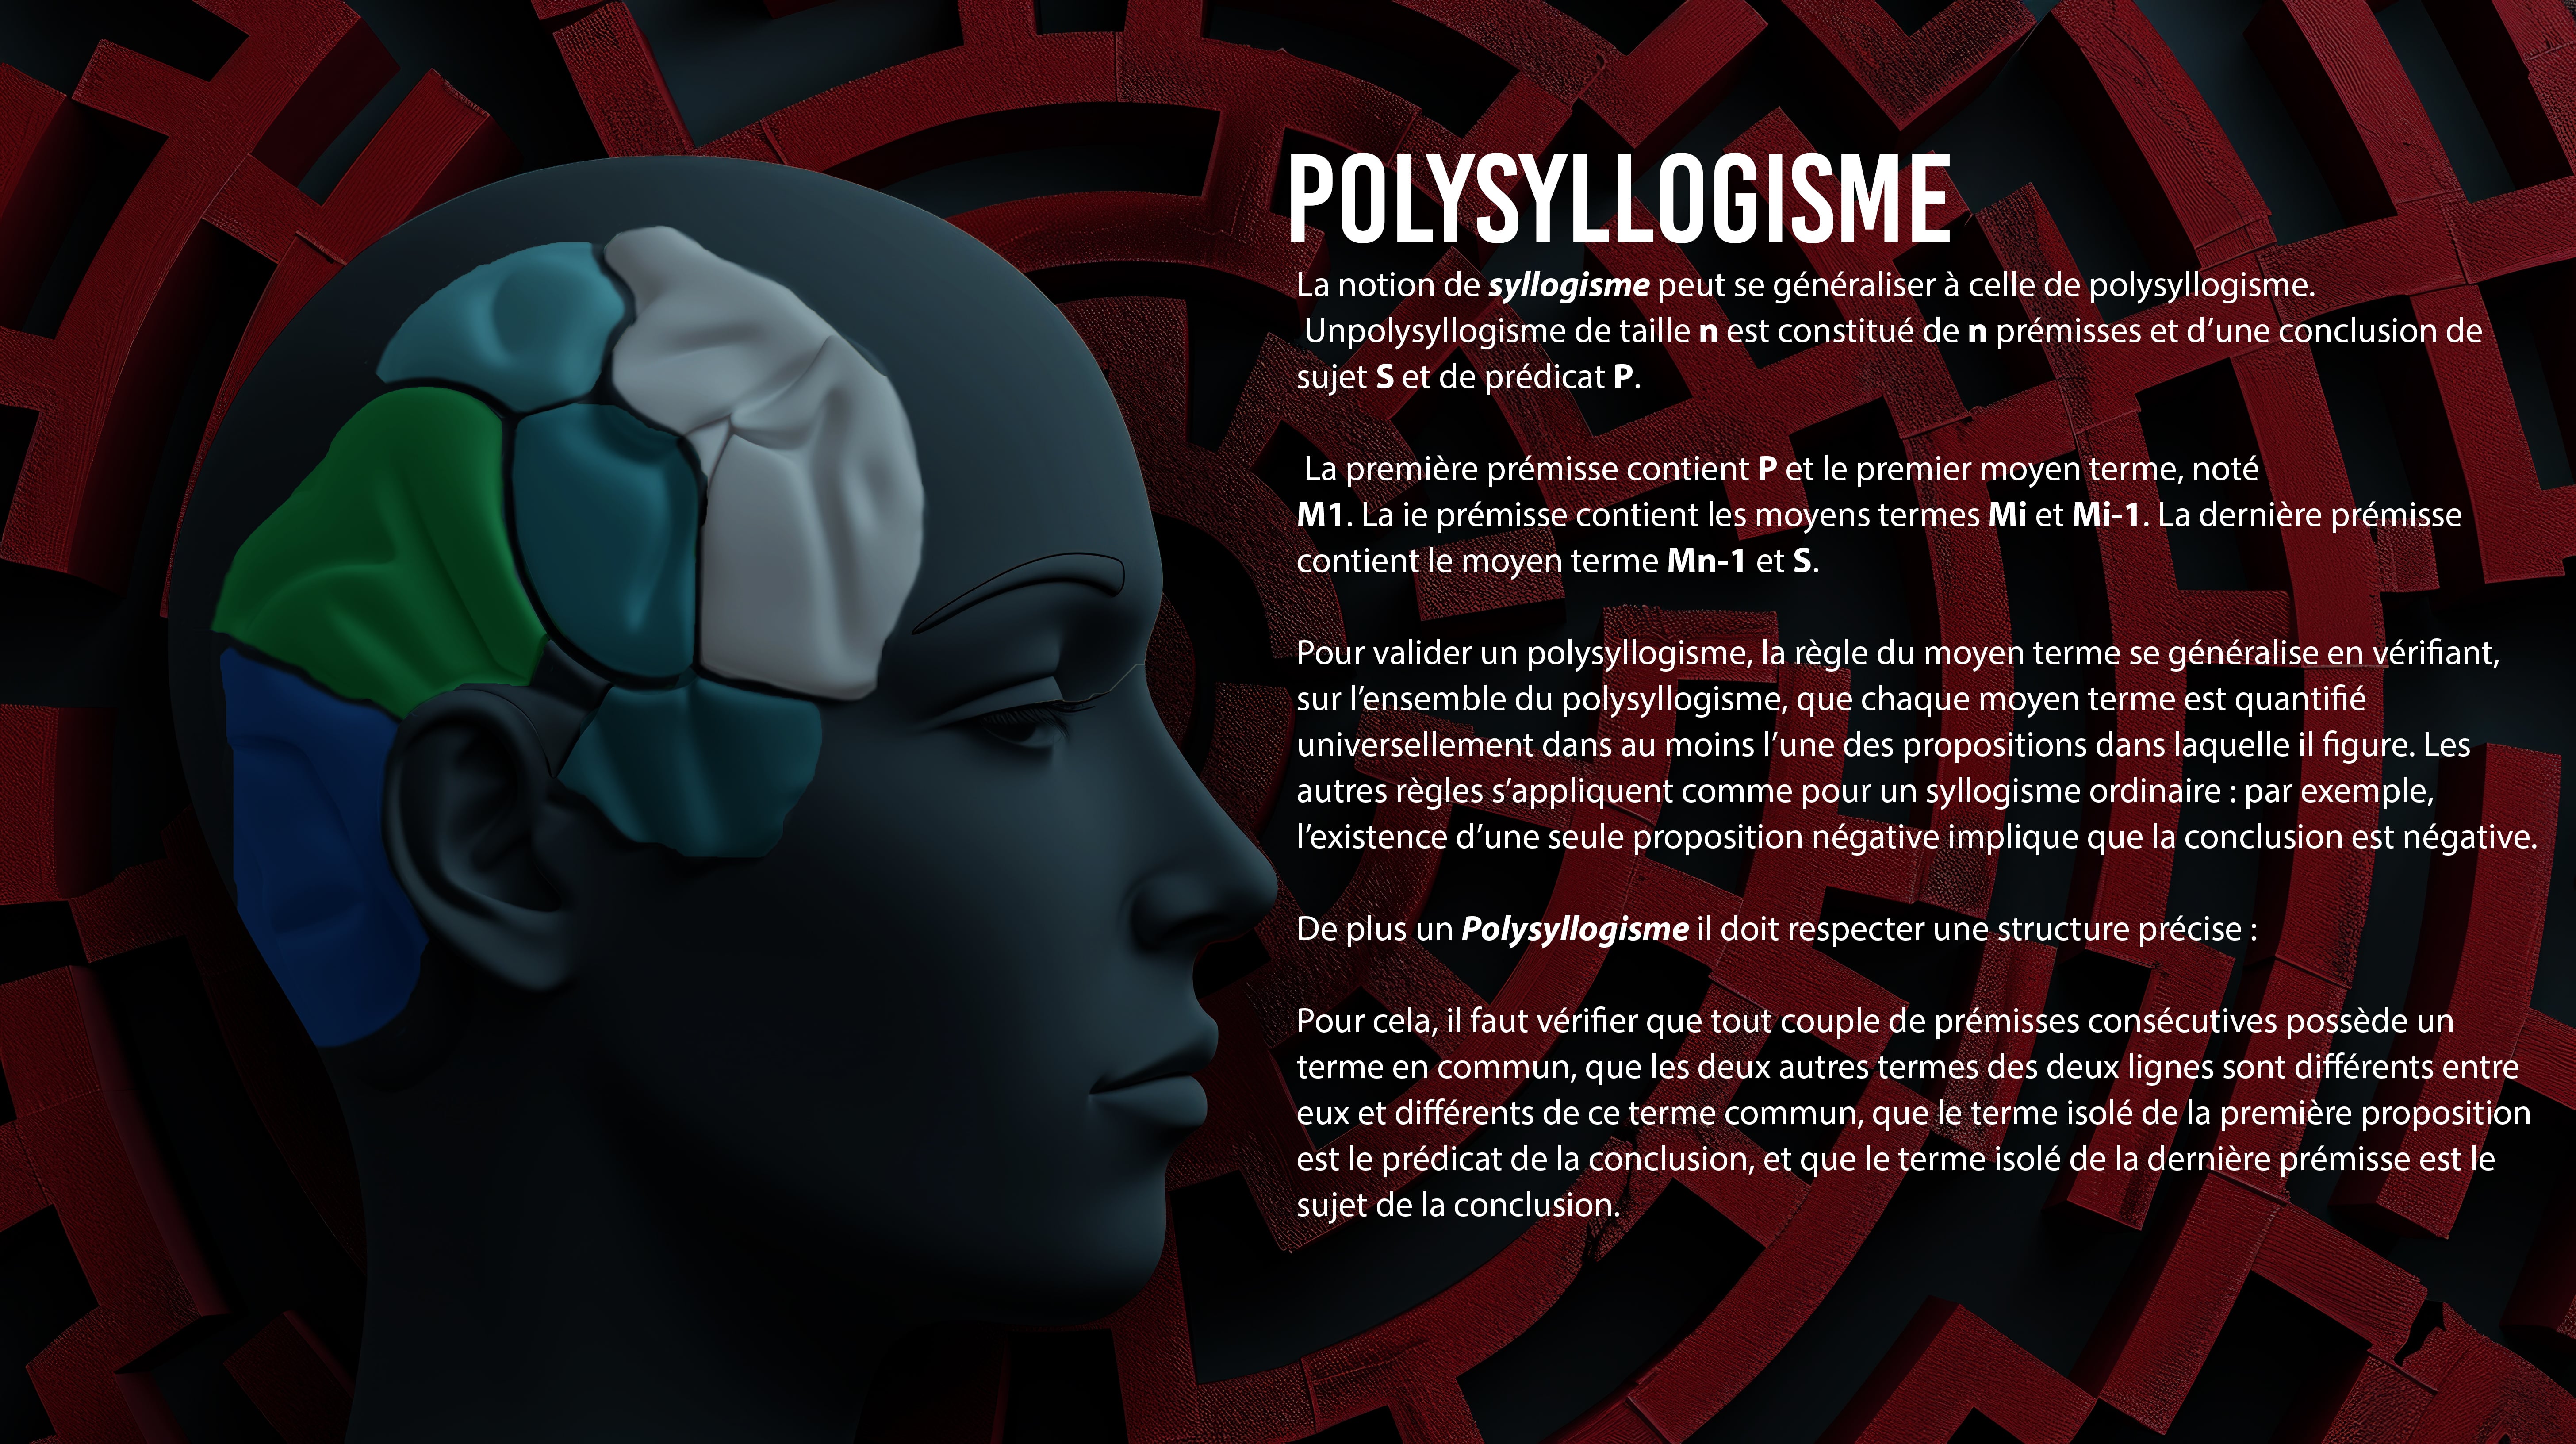 POLYSYLLOGISME
La notion de syllogisme peut se généraliser à celle de polysyllogisme.
Unpolysyllogisme de taille n est constitué de n prémisses et d’une conclusion de
sujet S et de prédicat P.
La première prémisse contient P et le premier moyen terme, noté
M1. La ie prémisse contient les moyens termes Mi et Mi-1. La dernière prémisse
contient le moyen terme Mn-1 et S.
Pour valider un polysyllogisme, la règle du moyen terme se généralise en vérifiant,
sur l’ensemble du polysyllogisme, que chaque moyen terme est quantifié
universellement dans au moins l’une des propositions dans laquelle il figure. Les
autres règles s’appliquent comme pour un syllogisme ordinaire : par exemple,
l’existence d’une seule proposition négative implique que la conclusion est négative.
De plus un Polysyllogisme il doit respecter une structure précise :
Pour cela, il faut vérifier que tout couple de prémisses consécutives possède un
terme en commun, que les deux autres termes des deux lignes sont différents entre
eux et différents de ce terme commun, que le terme isolé de la première proposition
est le prédicat de la conclusion, et que le terme isolé de la dernière prémisse est le
sujet de la conclusion.